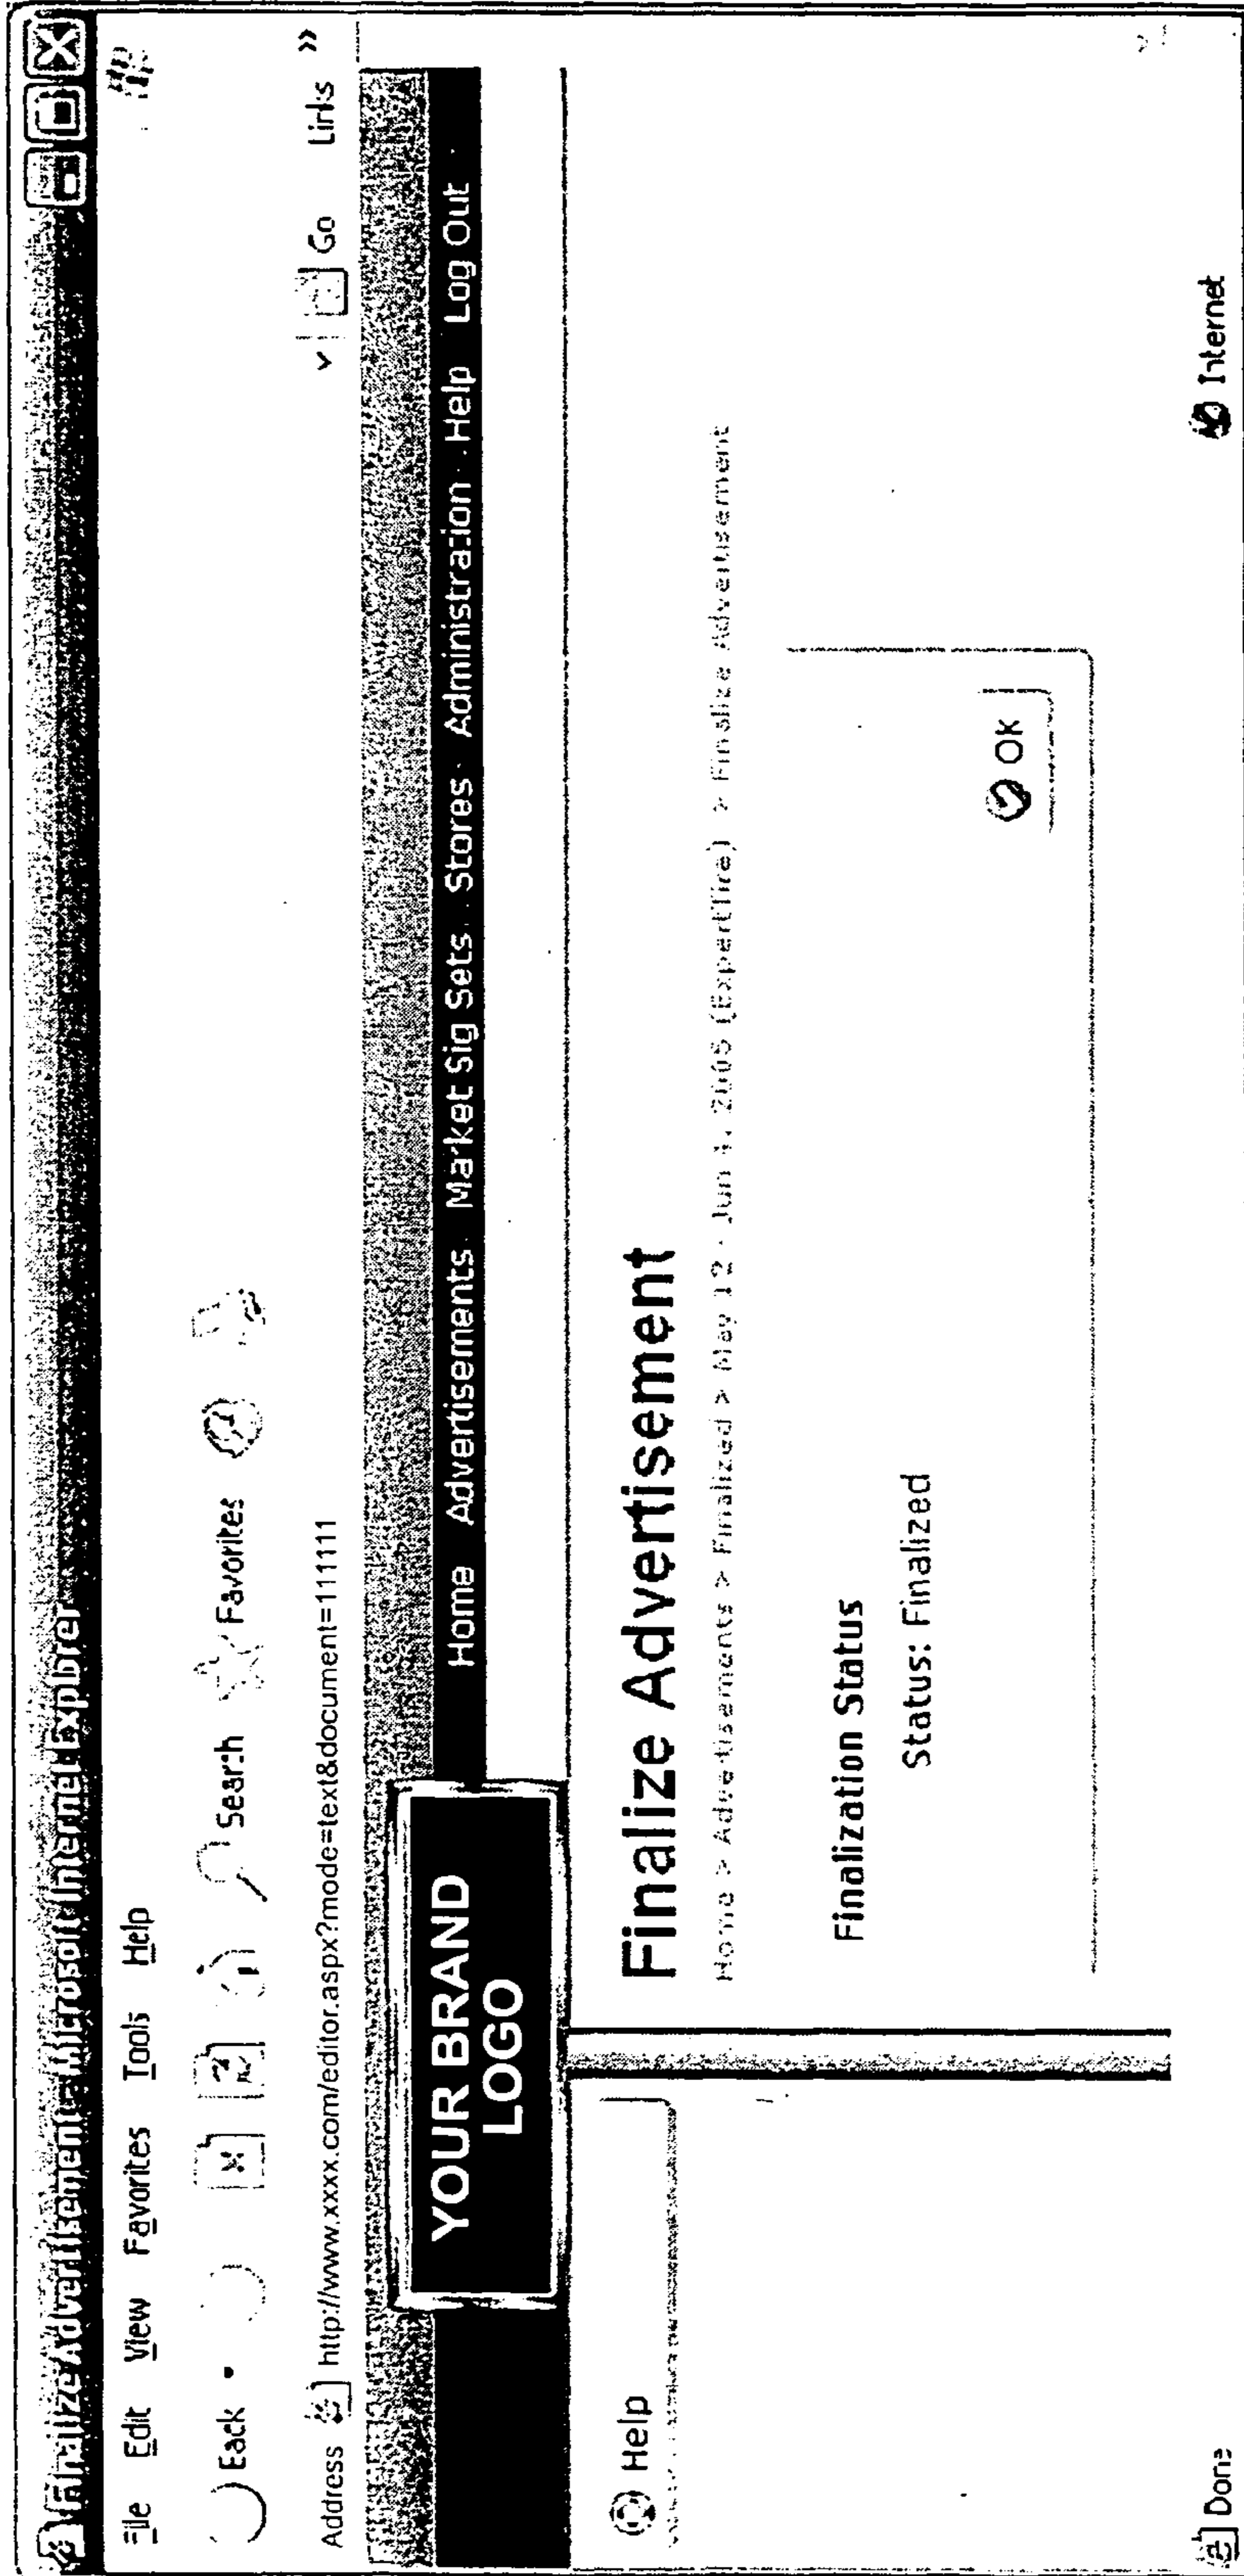 Finalize Advertisement - Microsoft Internet Explorer
File Edit View Favorites Tools Help
Back Search Favorites
Address http://www.xxxx.com/editor.aspx?mode=text&document=111111 Go Links »
YOUR BRAND
LOGO
Home Advertisements Market Sig Sets Stores Administration Help Log Out
Help
Finalize Advertisement
Home > Advertisements > Finalized > May 12 - Jun 4, 2005 (ExpertTire) > Finalize Advertisement
Finalization Status
Status: Finalized
OK
Done Internet